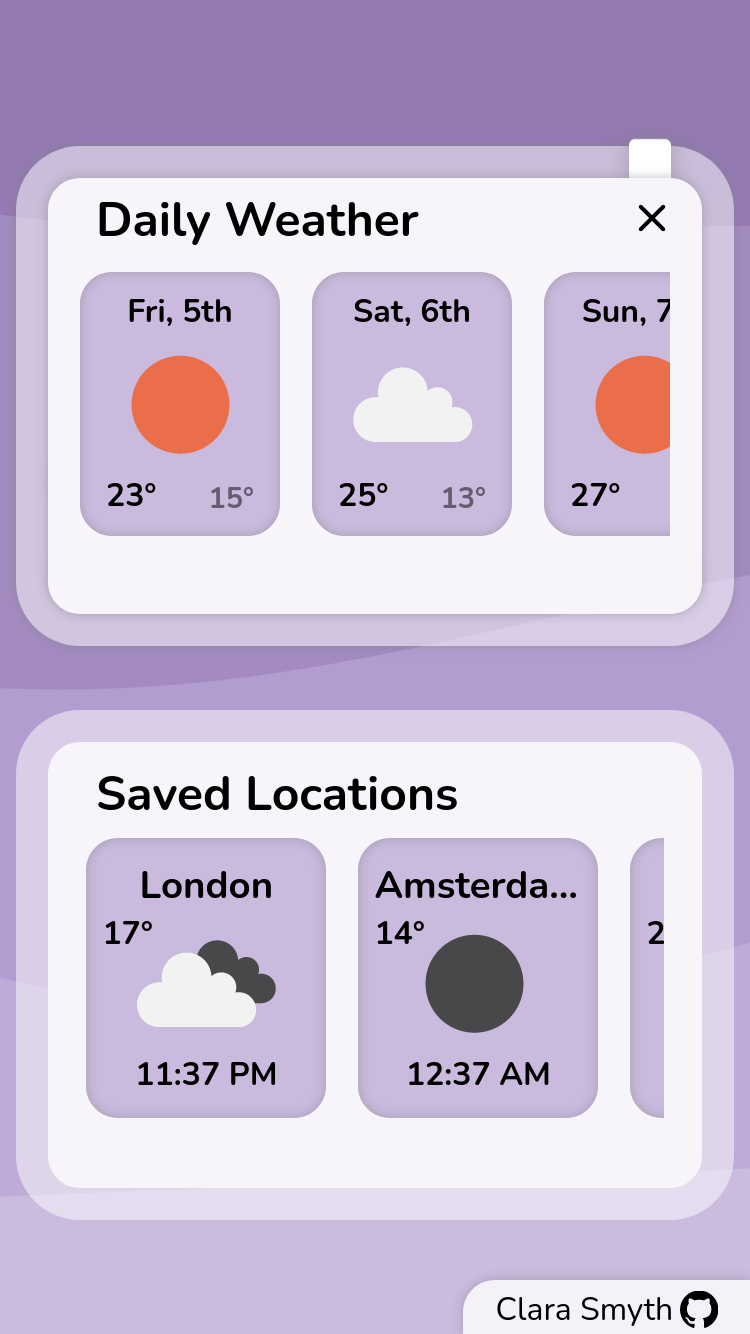 Daily Weather
Fri, 5th
Sat, 6th
Sun, 7
23° 15°
25° 13°
27°
Saved Locations
London
Amsterda...
17°
14°
2
11:37 PM
12:37 AM
Clara Smyth